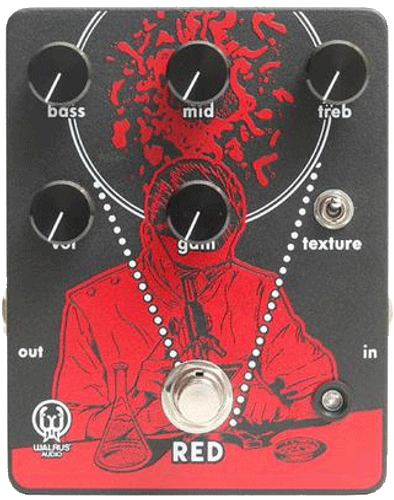 bass mid treb
vol gain texture
out in
WALRUS
AUDIO
RED